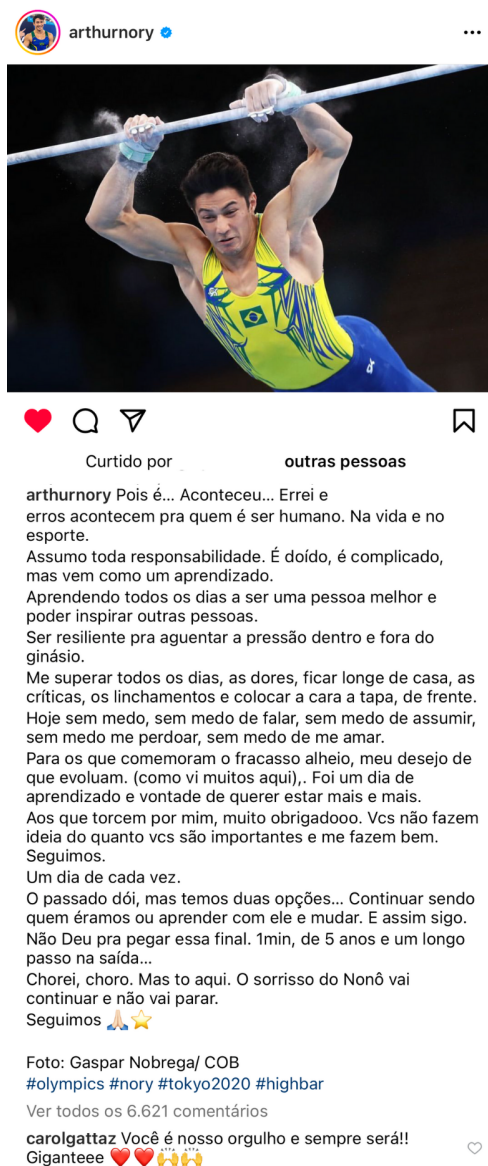 arthurnory
Curtido por
outras pessoas
arthurnory Pois é... Aconteceu... Errei e
erros acontecem pra quem é ser humano. Na vida e no
esporte.
Assumo toda responsabilidade. É doído, é complicado,
mas vem como um aprendizado.
Aprendendo todos os dias a ser uma pessoa melhor e
poder inspirar outras pessoas.
Ser resiliente pra aguentar a pressão dentro e fora do
ginásio.
Me superar todos os dias, as dores, ficar longe de casa, as
críticas, os linchamentos e colocar a cara a tapa, de frente.
Hoje sem medo, sem medo de falar, sem medo de assumir,
sem medo me perdoar, sem medo de me amar.
Para os que comemoram o fracasso alheio, meu desejo de
que evoluam. (como vi muitos aqui),. Foi um dia de
aprendizado e vontade de querer estar mais e mais.
Aos que torcem por mim, muito obrigadooo. Vcs não fazem
ideia do quanto vcs são importantes e me fazem bem.
Seguimos.
Um dia de cada vez.
O passado dói, mas temos duas opções... Continuar sendo
quem éramos ou aprender com ele e mudar. E assim sigo.
Não Deu pra pegar essa final. 1min, de 5 anos e um longo
passo na saída...
Chorei, choro. Mas to aqui. O sorrisso do Nonô vai
continuar e não vai parar.
Seguimos 🙏🏻⭐
Foto: Gaspar Nobrega/ COB
#olympics #nory #tokyo2020 #highbar
Ver todos os 6.621 comentários
carolgattaz Você é nosso orgulho e sempre será!!
Giganteee ❤️❤️🙌🙌